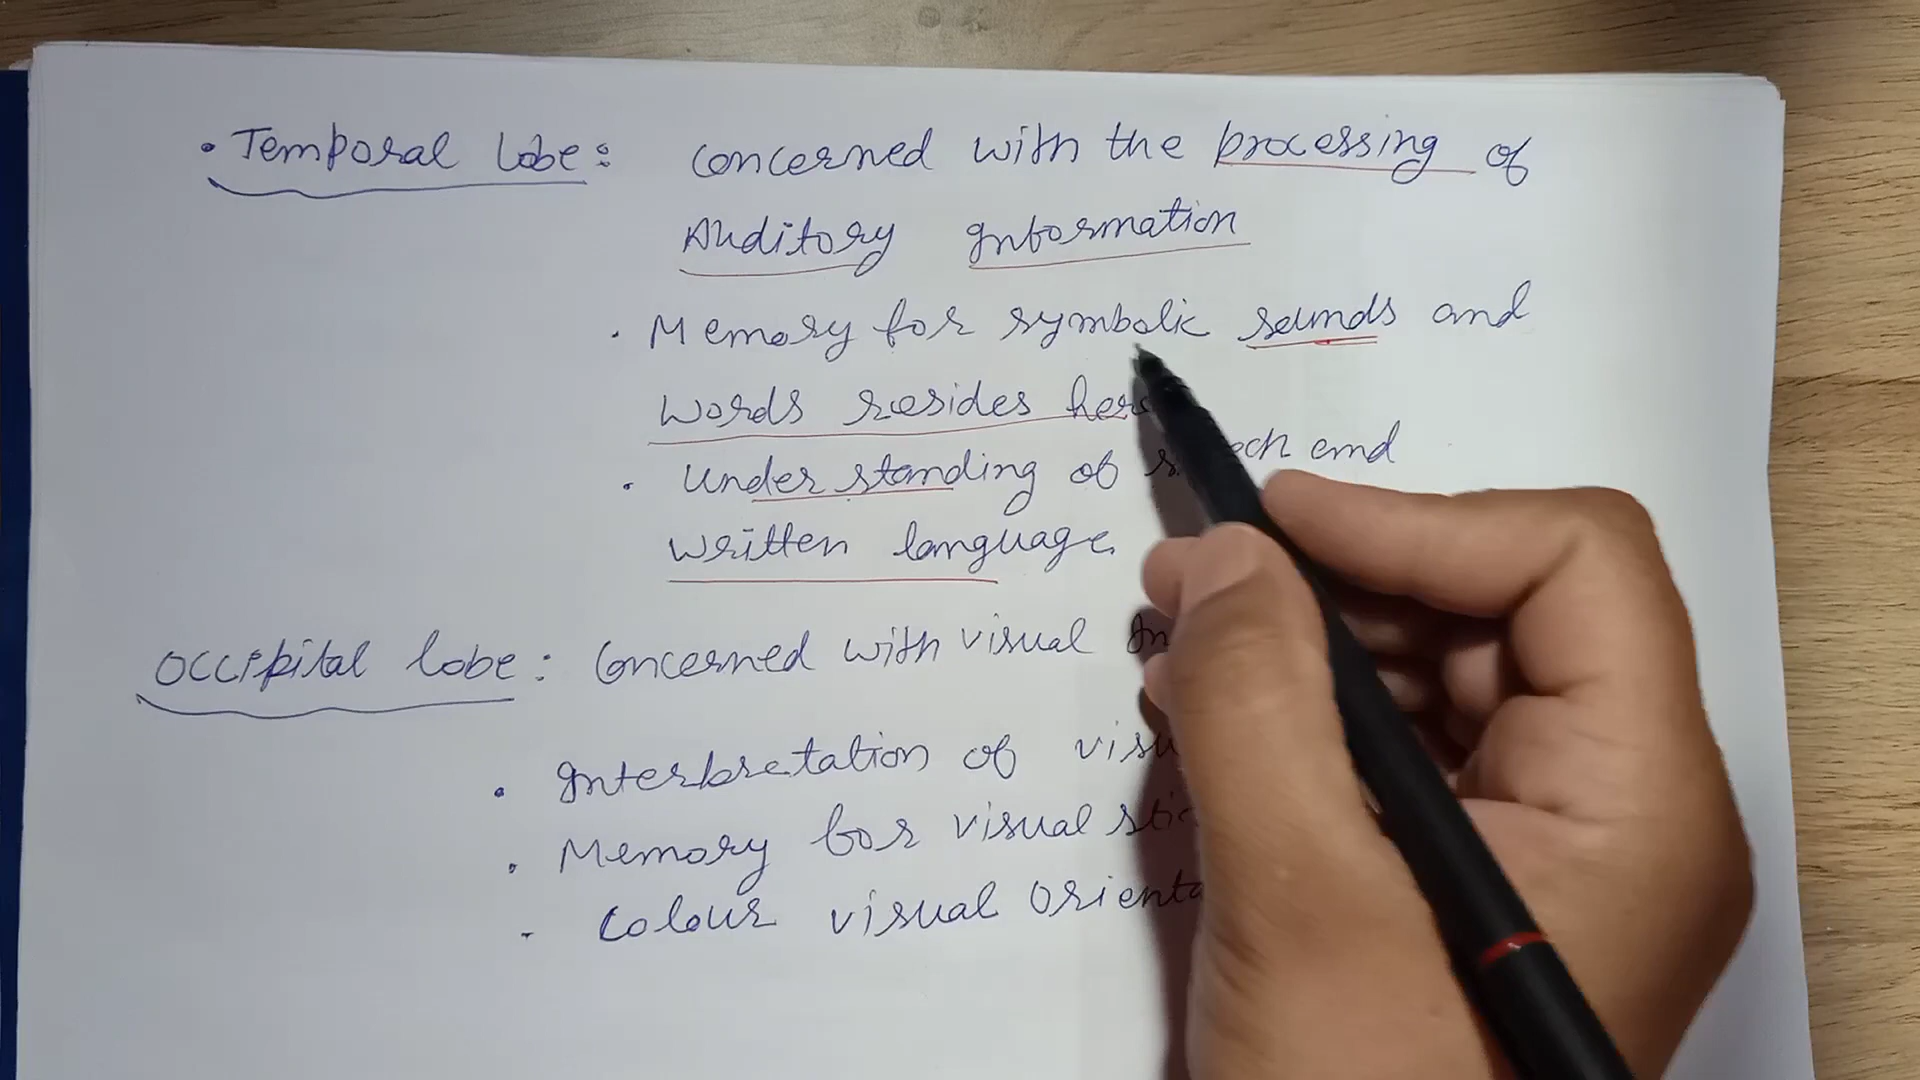 • Temporal lobe: Concerned with the processing of
Auditory Information
• Memory for symbolic sounds and
words resides here
• Understanding of and
written language.
Occipital lobe: Concerned with visual
• Interpretation of
• Memory for visual
• Colour visual